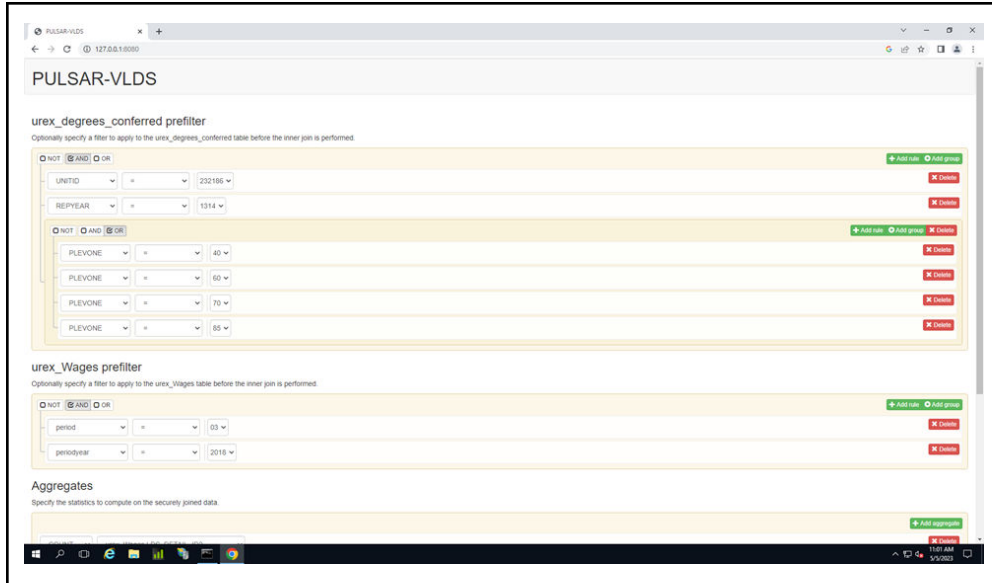 PULSAR-VLDS
127.0.0.1:8080
PULSAR-VLDS
urex_degrees_conferred prefilter
Optionally specify a filter to apply to the urex_degrees_conferred table before the inner join is performed.
NOT AND OR Add rule Add group
UNITID = 232186 Delete
REPYEAR = 1314 Delete
NOT AND OR Add rule Add group Delete
PLEVONE = 40 Delete
PLEVONE = 60 Delete
PLEVONE = 70 Delete
PLEVONE = 85 Delete
urex_Wages prefilter
Optionally specify a filter to apply to the urex_Wages table before the inner join is performed.
NOT AND OR Add rule Add group
period = 03 Delete
periodyear = 2016 Delete
Aggregates
Specify the statistics to compute on the securely joined data.
Add aggregate
Delete
11:01 AM
5/5/2023